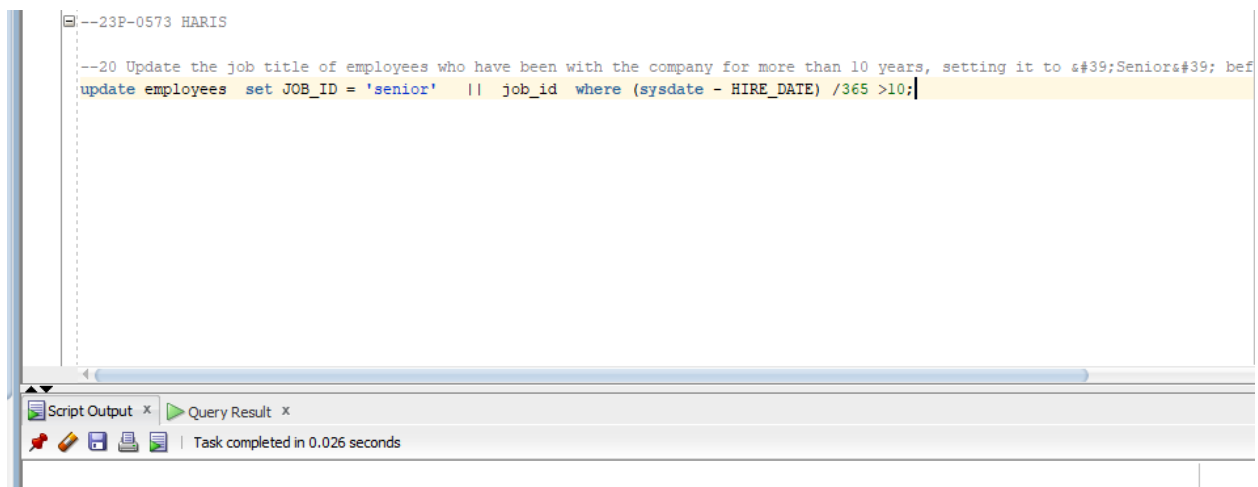 --23P-0573 HARIS
--20 Update the job title of employees who have been with the company for more than 10 years, setting it to &#39;Senior&#39; bef
update employees  set JOB_ID = 'senior'   ||  job_id  where (sysdate - HIRE_DATE) /365 >10;
Script Output x Query Result x
Task completed in 0.026 seconds